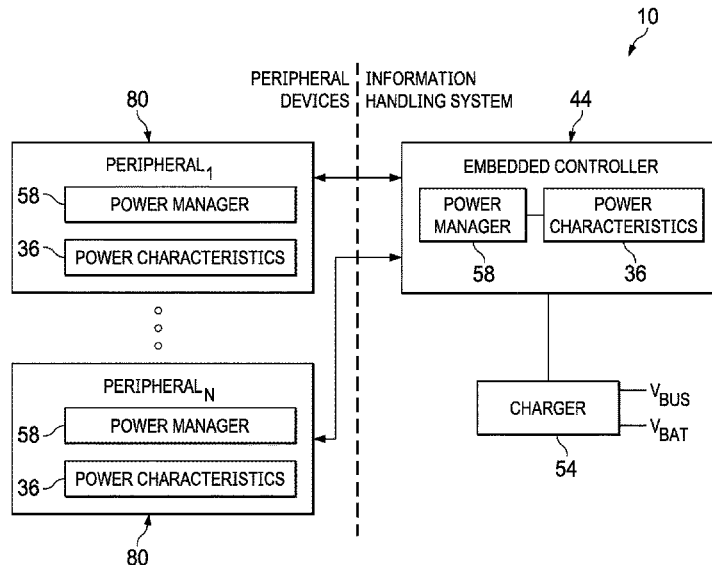 10
PERIPHERAL DEVICES
INFORMATION HANDLING SYSTEM
80
PERIPHERAL1
58
POWER MANAGER
36
POWER CHARACTERISTICS
44
EMBEDDED CONTROLLER
POWER MANAGER
58
POWER CHARACTERISTICS
36
PERIPHERALN
58
POWER MANAGER
36
POWER CHARACTERISTICS
80
CHARGER
54
VBUS
VBAT